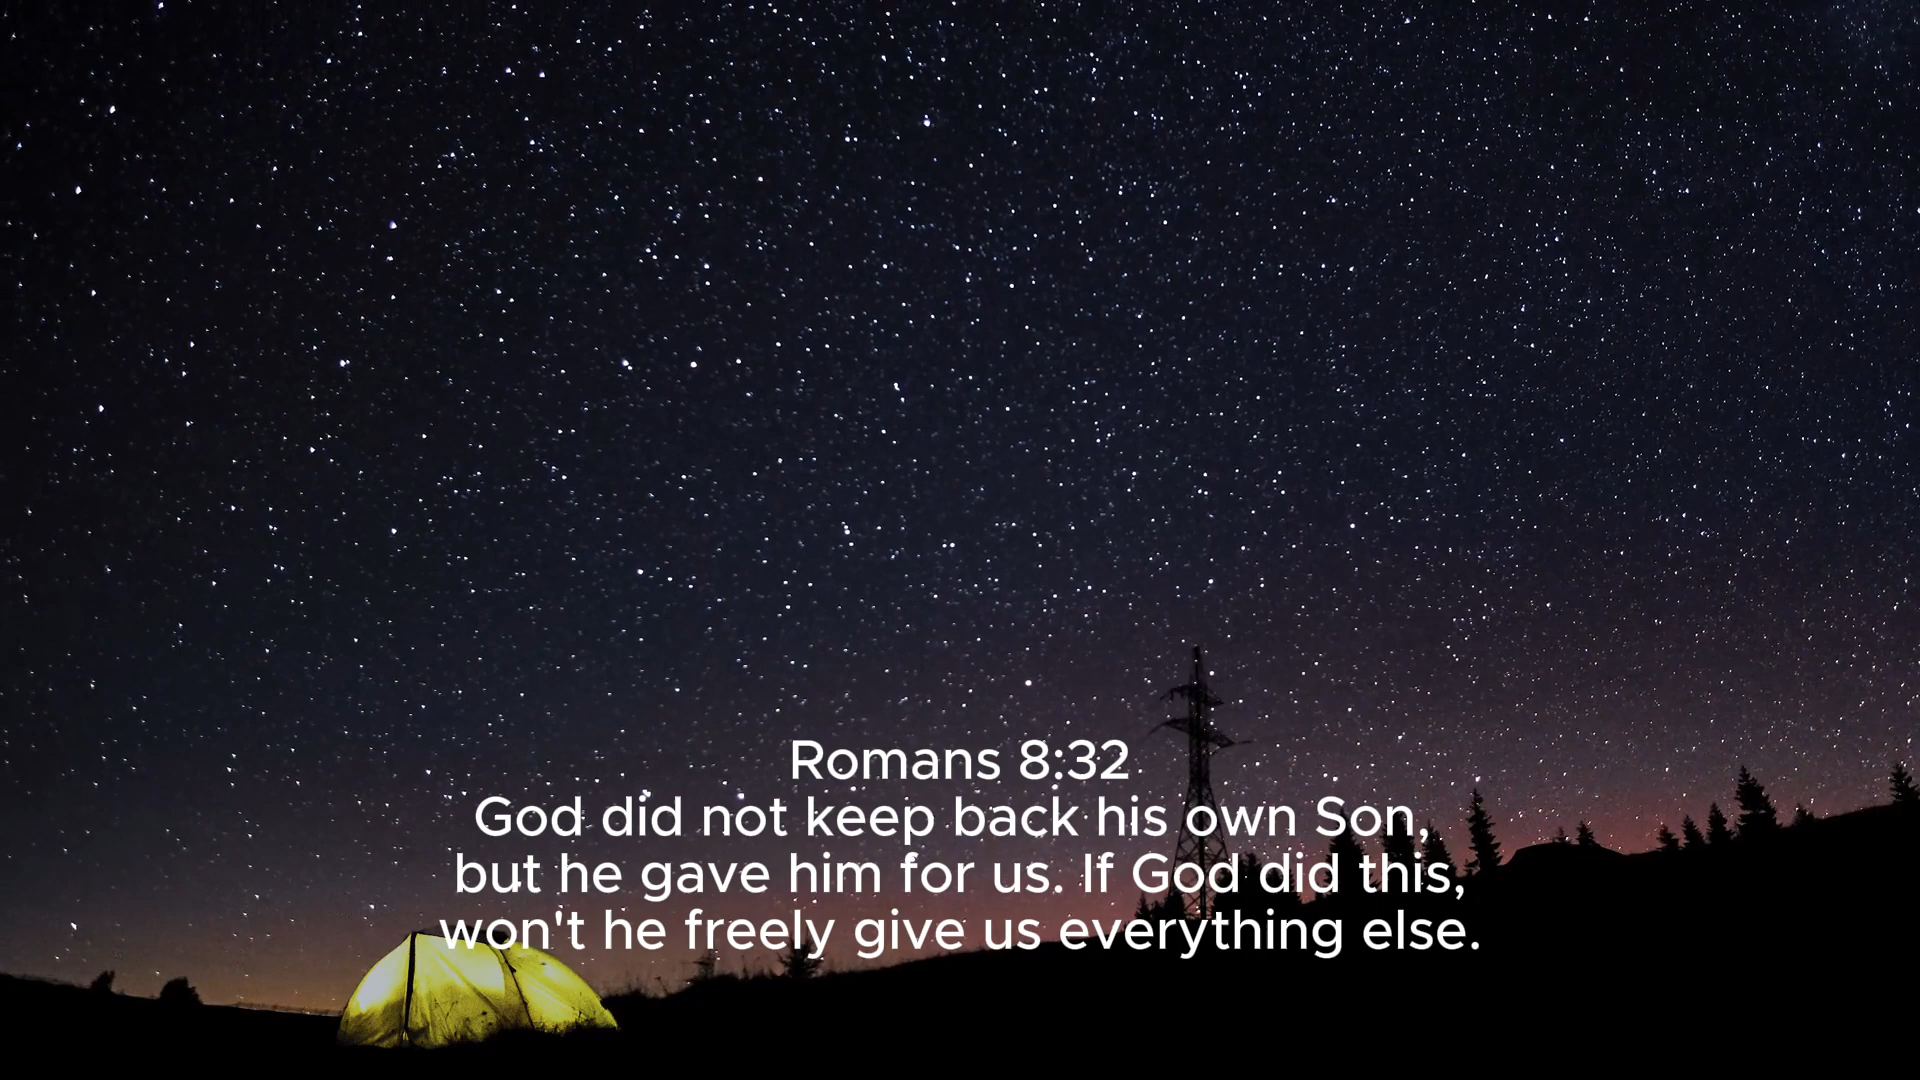 Romans 8:32
God did not keep back his own Son,
but he gave him for us. If God did this,
won't he freely give us everything else.